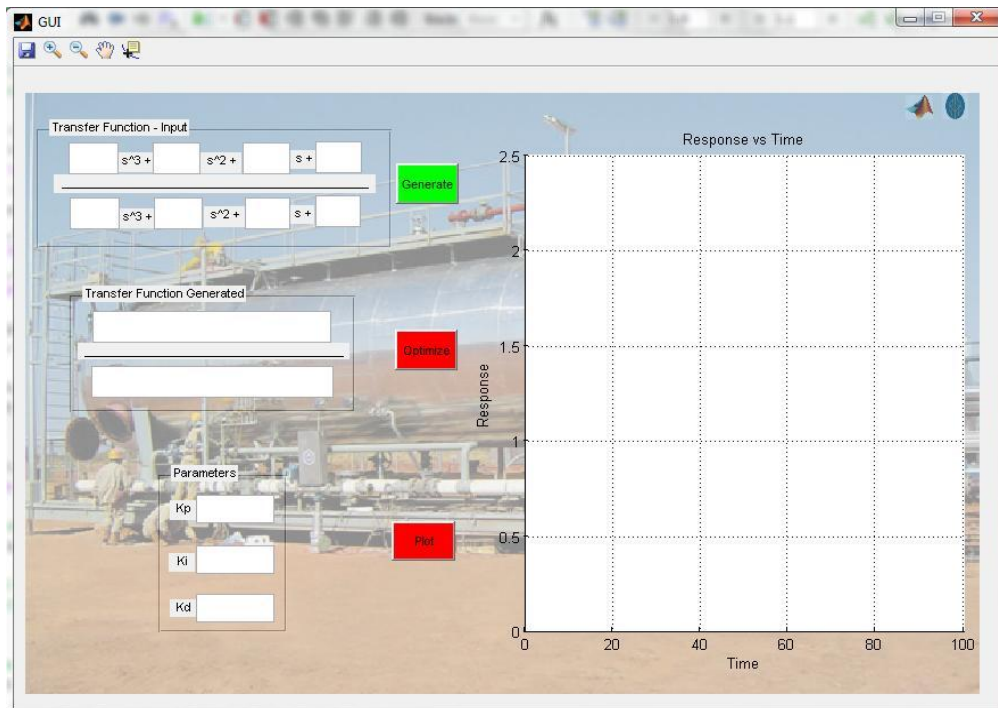 GUI
Transfer Function - Input
s^3 + s^2 + s +
s^3 + s^2 + s +
Generate
Transfer Function Generated
Optimize
Parameters
Kp
Ki
Kd
Plot
Response vs Time
Response
2.5
2
1.5
1
0.5
0
0 20 40 60 80 100
Time